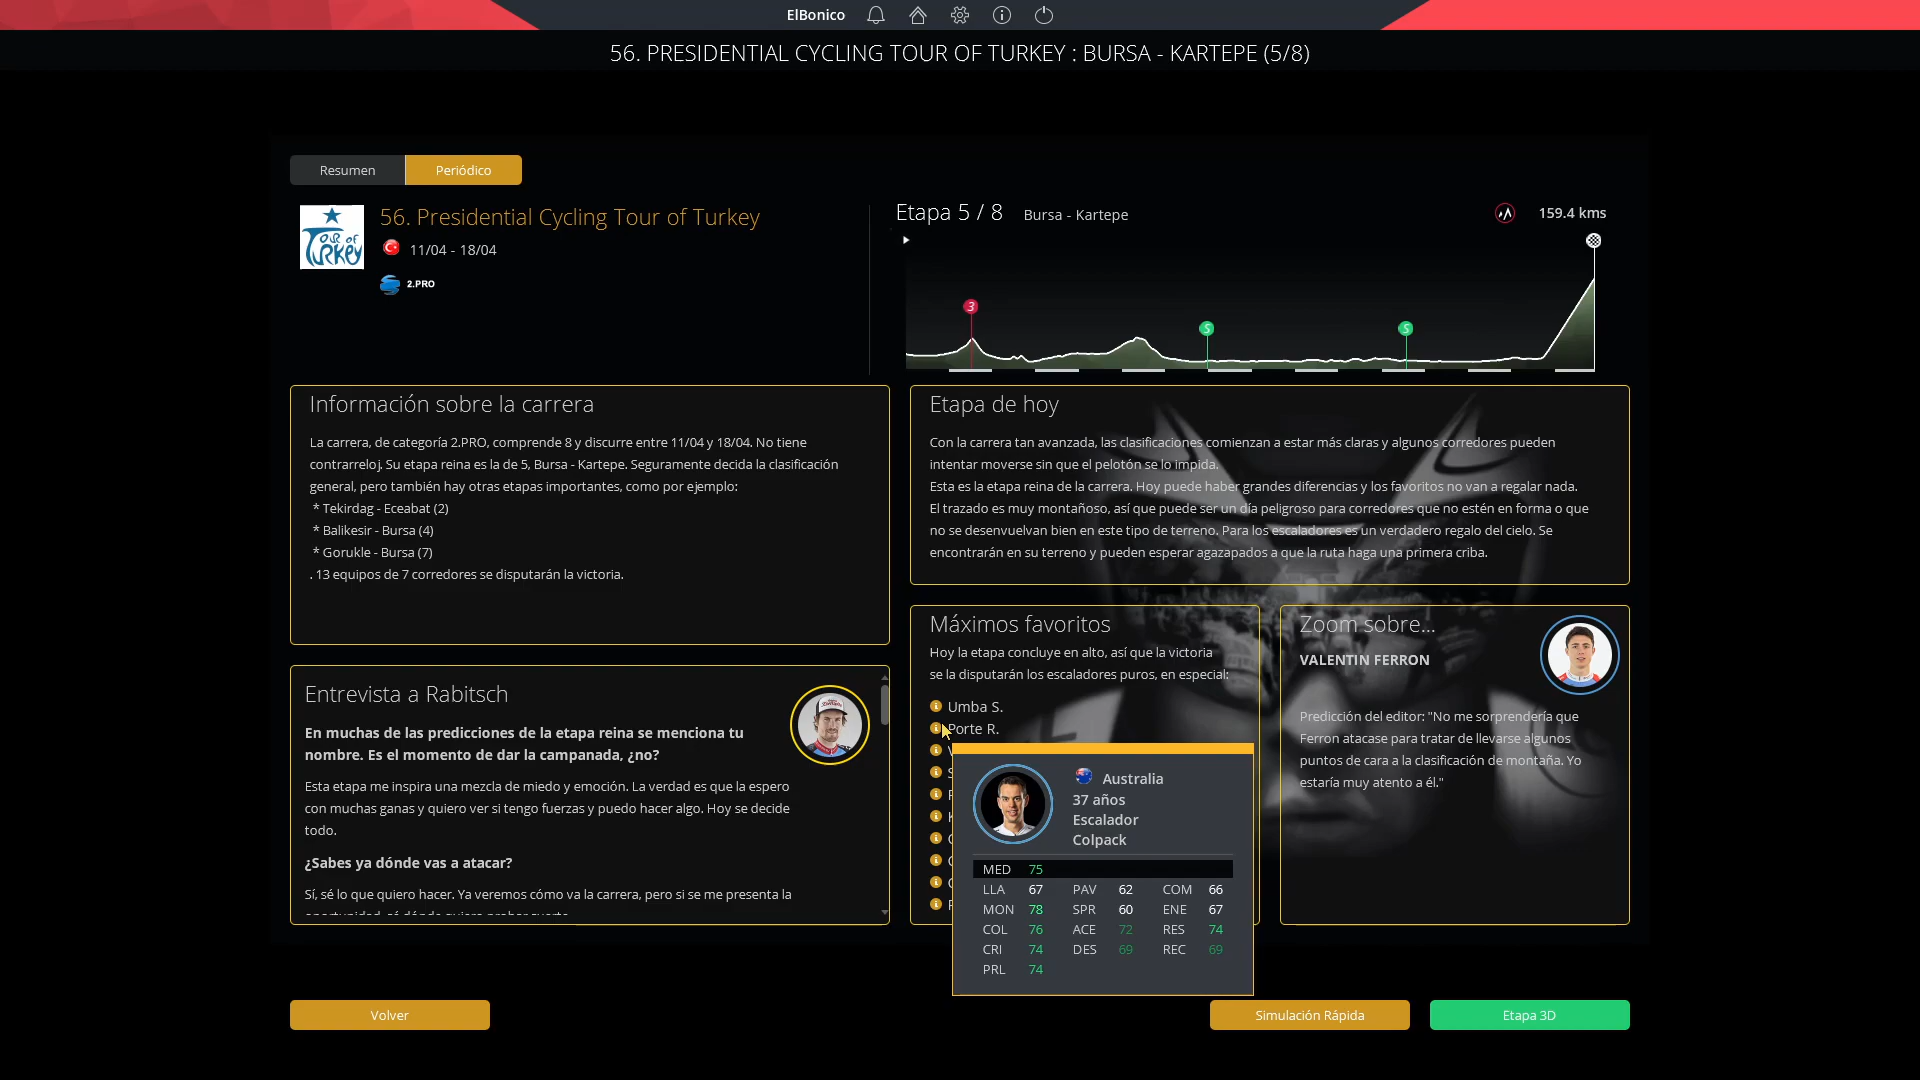 ElBonico
56. PRESIDENTIAL CYCLING TOUR OF TURKEY : BURSA - KARTEPE (5/8)
Resumen
Periódico
TOUR OF TURKEY
56. Presidential Cycling Tour of Turkey
11/04 - 18/04
2.PRO
Etapa 5 / 8
Bursa - Kartepe
159.4 kms
3
S
S
Información sobre la carrera
La carrera, de categoría 2.PRO, comprende 8 y discurre entre 11/04 y 18/04. No tiene
contrarreloj. Su etapa reina es la de 5, Bursa - Kartepe. Seguramente decida la clasificación
general, pero también hay otras etapas importantes, como por ejemplo:
* Tekirdag - Eceabat (2)
* Balikesir - Bursa (4)
* Gorukle - Bursa (7)
. 13 equipos de 7 corredores se disputarán la victoria.
Etapa de hoy
Con la carrera tan avanzada, las clasificaciones comienzan a estar más claras y algunos corredores pueden
intentar moverse sin que el pelotón se lo impida.
Esta es la etapa reina de la carrera. Hoy puede haber grandes diferencias y los favoritos no van a regalar nada.
El trazado es muy montañoso, así que puede ser un día peligroso para corredores que no estén en forma o que
no se desenvuelvan bien en este tipo de terreno. Para los escaladores es un verdadero regalo del cielo. Se
encontrarán en su terreno y pueden esperar agazapados a que la ruta haga una primera criba.
Entrevista a Rabitsch
En muchas de las predicciones de la etapa reina se menciona tu
nombre. Es el momento de dar la campanada, ¿no?
Esta etapa me inspira una mezcla de miedo y emoción. La verdad es que la espero
con muchas ganas y quiero ver si tengo fuerzas y puedo hacer algo. Hoy se decide
todo.
¿Sabes ya dónde vas a atacar?
Sí, sé lo que quiero hacer. Ya veremos cómo va la carrera, pero si se me presenta la
Máximos favoritos
Hoy la etapa concluye en alto, así que la victoria
se la disputarán los escaladores puros, en especial:
Umba S.
Porte R.
Australia
37 años
Escalador
Colpack
MED 75
LLA 67 PAV 62 COM 66
MON 78 SPR 60 ENE 67
COL 76 ACE 72 RES 74
CRI 74 DES 69 REC 69
PRL 74
Zoom sobre...
VALENTIN FERRON
Predicción del editor: "No me sorprendería que
Ferron atacase para tratar de llevarse algunos
puntos de cara a la clasificación de montaña. Yo
estaría muy atento a él."
Volver
Simulación Rápida
Etapa 3D